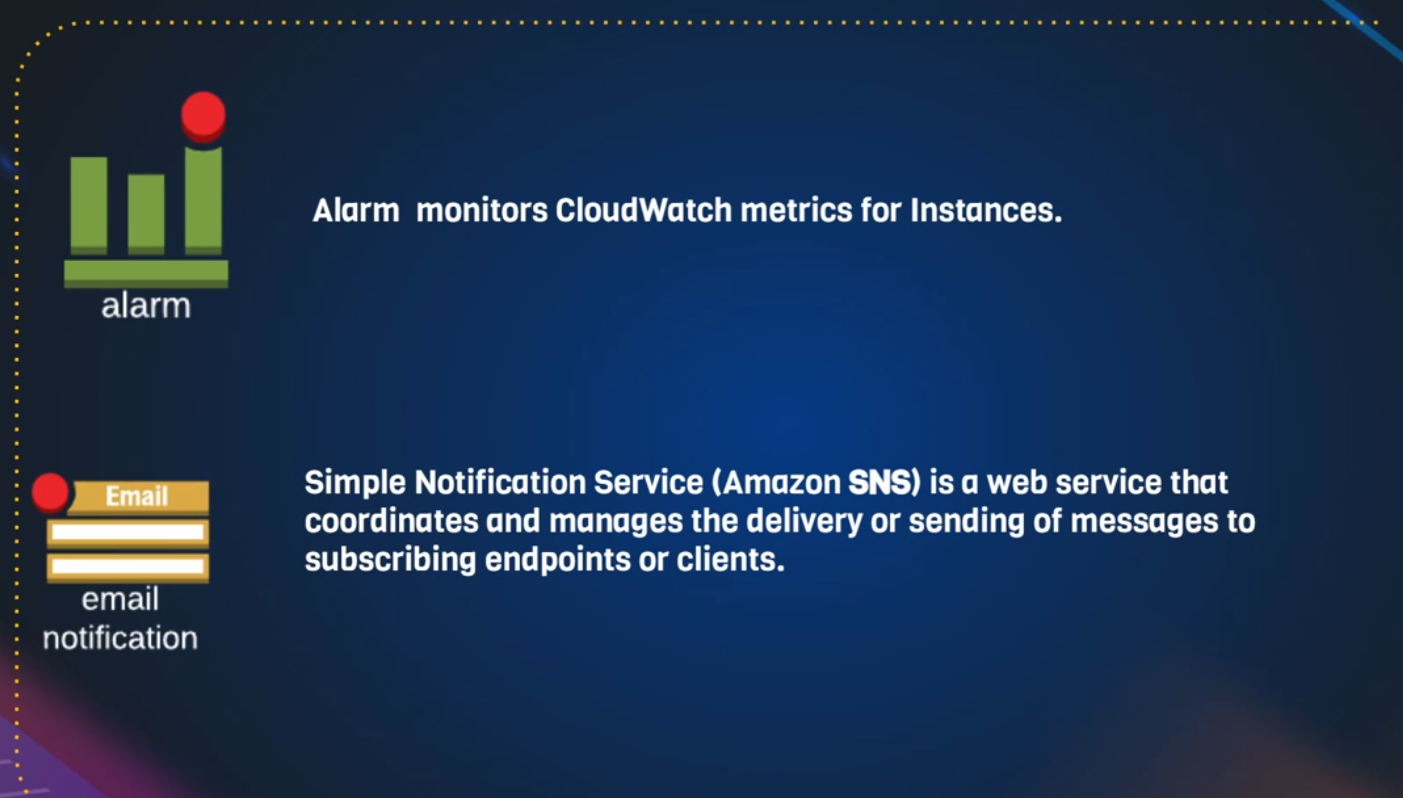 Alarm  monitors CloudWatch metrics for Instances.
alarm
Email
Simple Notification Service (Amazon SNS) is a web service that
coordinates and manages the delivery or sending of messages to
subscribing endpoints or clients.
email
notification